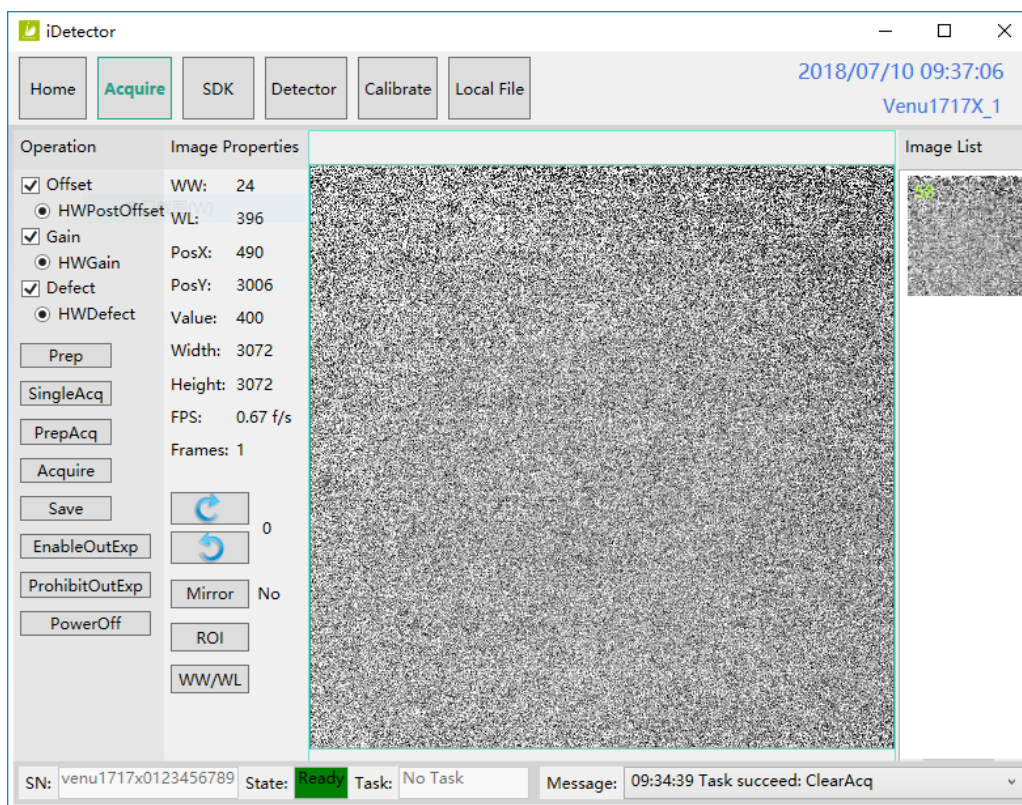 iDetector
Home Acquire SDK Detector Calibrate Local File
2018/07/10 09:37:06
Venu1717X_1
Operation
Offset
HWPostOffset
Gain
HWGain
Defect
HWDefect
Prep
SingleAcq
PrepAcq
Acquire
Save
EnableOutExp
ProhibitOutExp
PowerOff
Image Properties
WW: 24
WL: 396
PosX: 490
PosY: 3006
Value: 400
Width: 3072
Height: 3072
FPS: 0.67 f/s
Frames: 1
0
Mirror No
ROI
WW/WL
Image List
58
SN: venu1717x0123456789 State: Ready Task: No Task Message: 09:34:39 Task succeed: ClearAcq